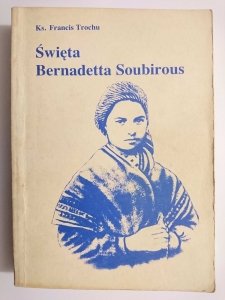 Ks. Francis Trochu
Święta
Bernadetta Soubirous